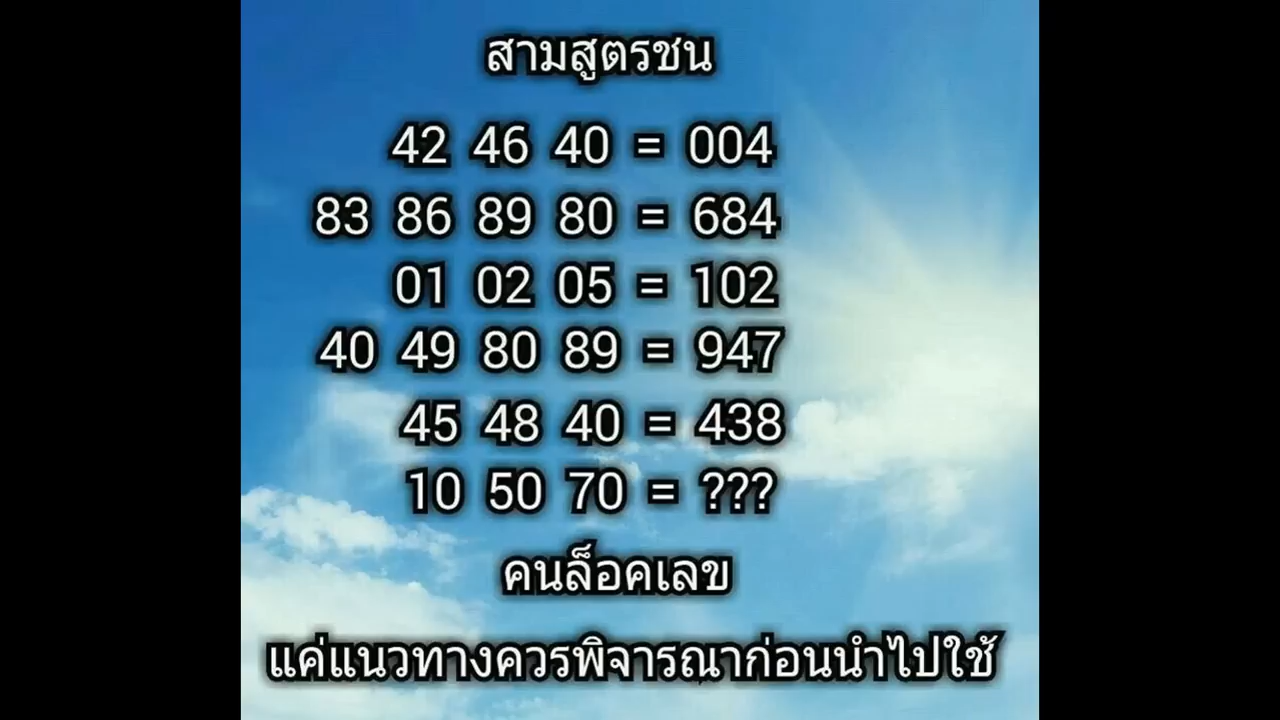 สามสูตรชน
42 46 40 = 004
83 86 89 80 = 684
01 02 05 = 102
40 49 80 89 = 947
45 48 40 = 438
10 50 70 = ???
คนล็อคเลข
แค่แนวทางควรพิจารณาก่อนนำไปใช้